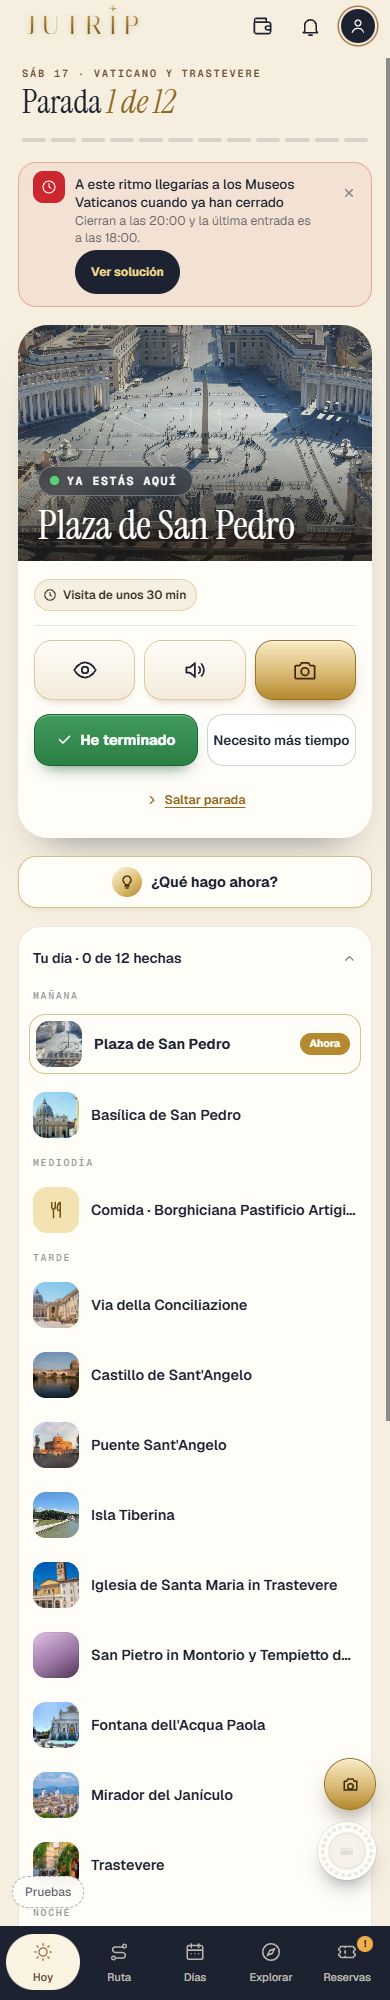 JUTRIP
SÁB 17 · VATICANO Y TRASTEVERE
Parada 1 de 12
A este ritmo llegarías a los Museos
Vaticanos cuando ya han cerrado
Cierran a las 20:00 y la última entrada es
a las 18:00.
Ver solución
YA ESTÁS AQUÍ
Plaza de San Pedro
Visita de unos 30 min
He terminado
Necesito más tiempo
Saltar parada
¿Qué hago ahora?
Tu día · 0 de 12 hechas
MAÑANA
Plaza de San Pedro
Ahora
Basílica de San Pedro
MEDIODÍA
Comida · Borghiciana Pastificio Artigi...
TARDE
Via della Conciliazione
Castillo de Sant'Angelo
Puente Sant'Angelo
Isla Tiberina
Iglesia de Santa Maria in Trastevere
San Pietro in Montorio y Tempietto d...
Fontana dell'Acqua Paola
Mirador del Janículo
Trastevere
Pruebas
NOCHE
Hoy
Ruta
Días
Explorar
Reservas
!